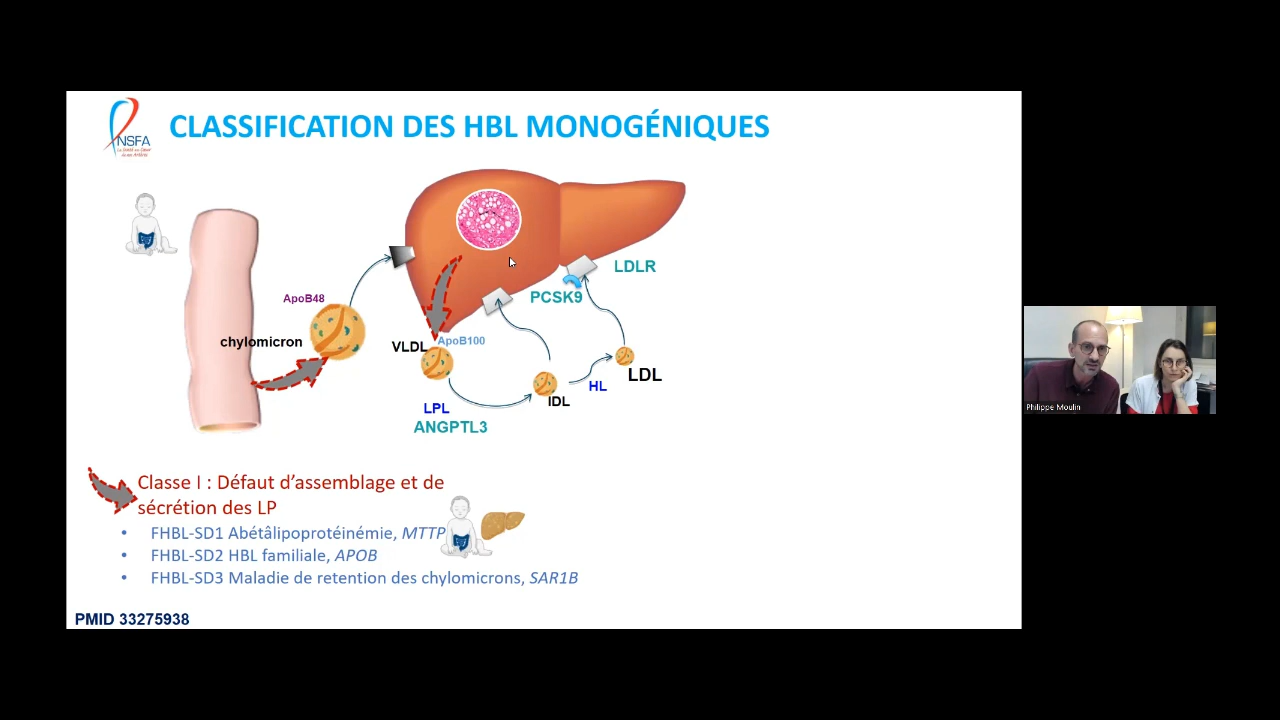 NSFA
CLASSIFICATION DES HBL MONOGÉNIQUES
LDLR
PCSK9
ApoB48
chylomicron
VLDL
ApoB100
LDL
HL
IDL
LPL
ANGPTL3
Classe I : Défaut d’assemblage et de
sécrétion des LP
• FHBL-SD1 Abétâlipoprotéinémie, MTTP
• FHBL-SD2 HBL familiale, APOB
• FHBL-SD3 Maladie de retention des chylomicrons, SAR1B
PMID 33275938
Philippe Moulin